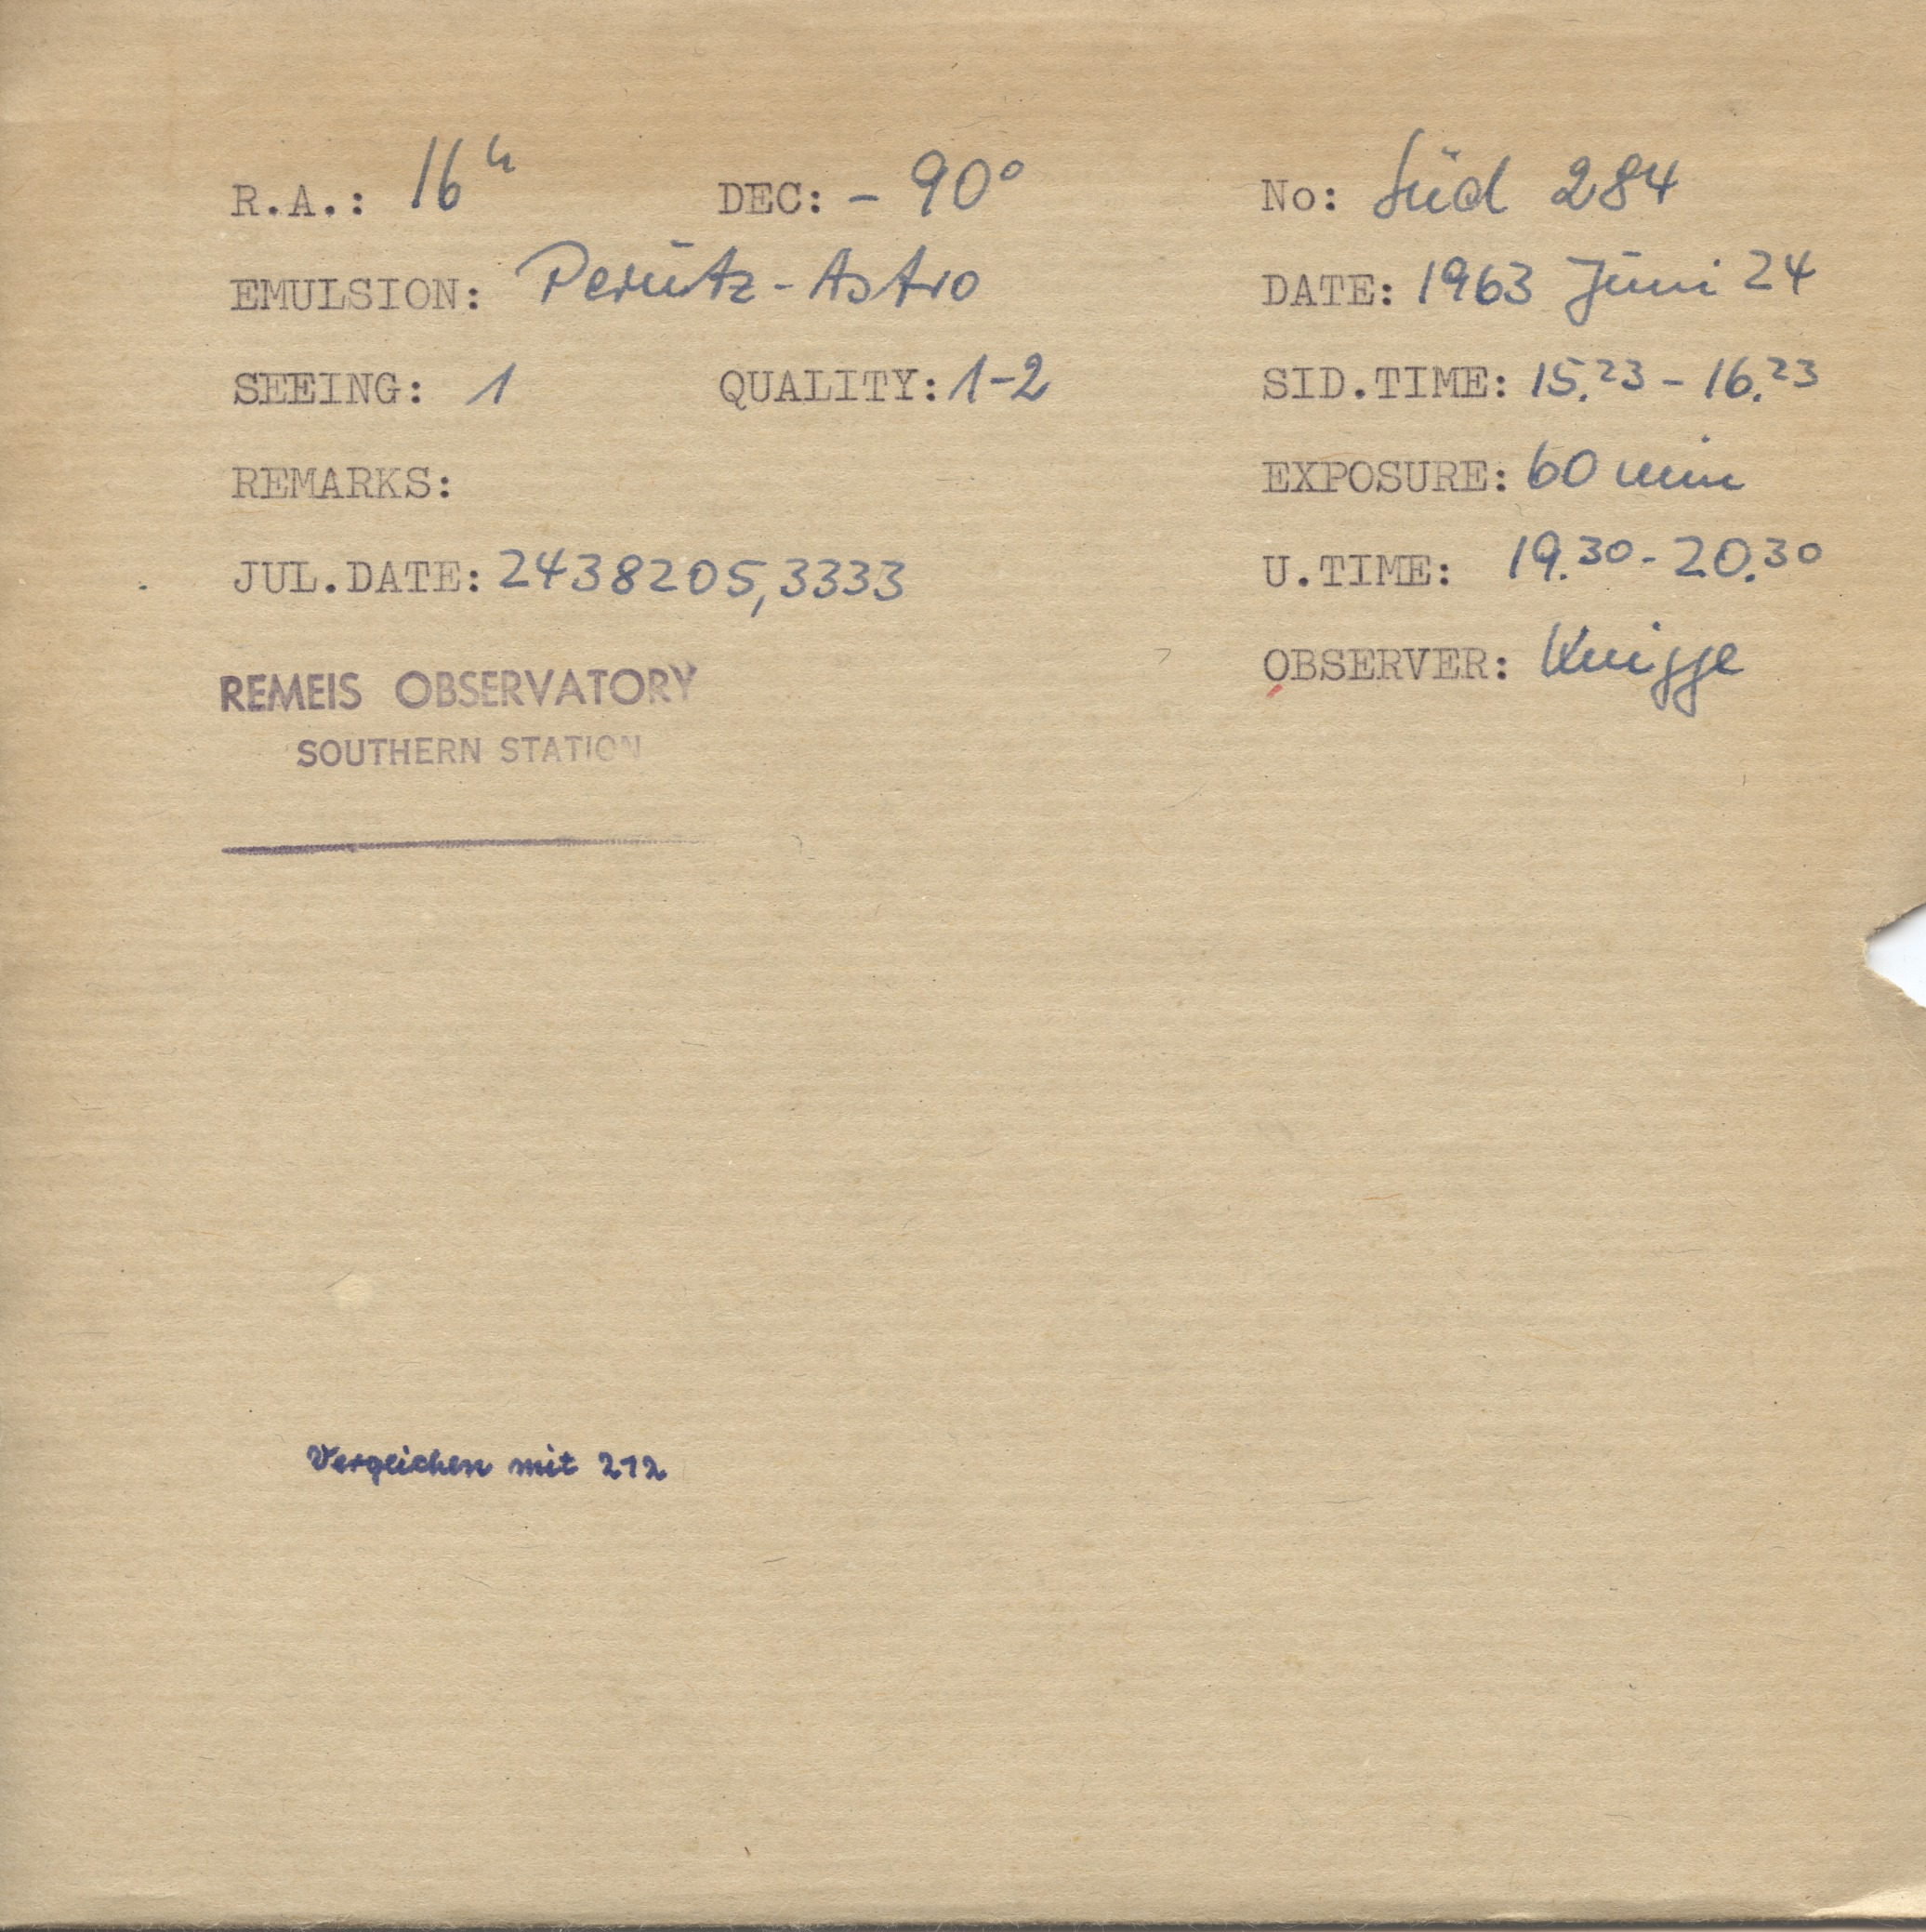 R.A.: 16h DEC: - 90° No: Süd 284
EMULSION: Perutz - Astro DATE: 1963 Juni 24
SEEING: 1 QUALITY: 1-2 SID.TIME: 15.23 - 16.23
REMARKS: EXPOSURE: 60 min
JUL.DATE: 2438205,3333 U.TIME: 19.30 - 20.30
OBSERVER: Knigge
REMEIS OBSERVATORY
SOUTHERN STATION
Vergeichen mit 212